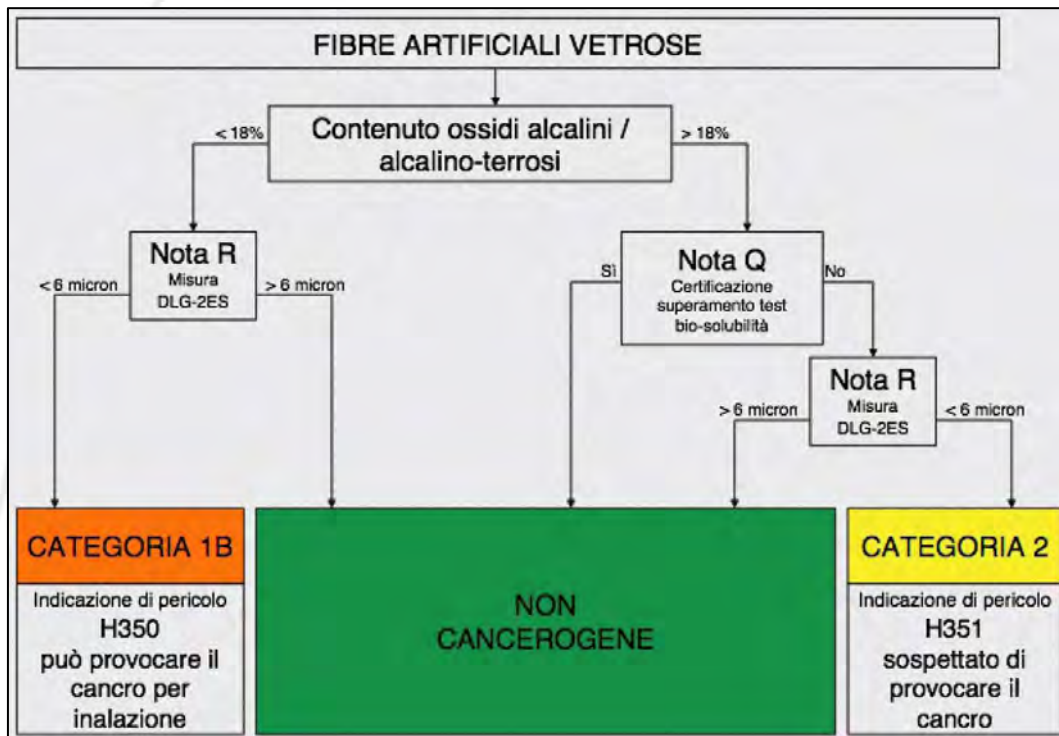 FIBRE ARTIFICIALI VETROSE
< 18%
Contenuto ossidi alcalini /
alcalino-terrosi
> 18%
< 6 micron
Nota R
Misura
DLG-2ES
> 6 micron
Sì
Nota Q
Certificazione
superamento test
bio-solubilità
No
> 6 micron
Nota R
Misura
DLG-2ES
< 6 micron
CATEGORIA 1B
Indicazione di pericolo
H350
può provocare il
cancro per
inalazione
NON
CANCEROGENE
CATEGORIA 2
Indicazione di pericolo
H351
sospettato di
provocare il
cancro